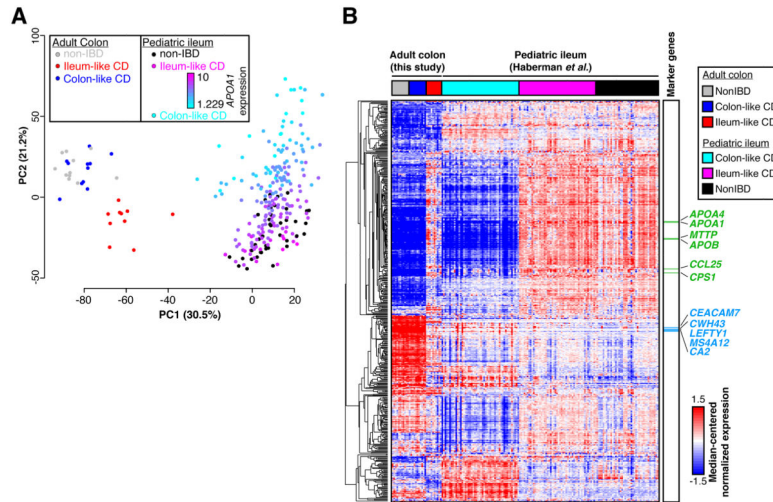 A
100
50
0
-50
PC2 (21.2%)
-80
-60
-40
-20
0
20
PC1 (30.5%)
Adult Colon
non-IBD
Ileum-like CD
Colon-like CD
Pediatric ileum
non-IBD
Ileum-like CD
10
1.229
APOA1
expression
Colon-like CD
B
Adult colon
(this study)
Pediatric ileum
(Haberman et al.)
Marker genes
Adult colon
NonIBD
Colon-like CD
Ileum-like CD
Pediatric ileum
Colon-like CD
Ileum-like CD
NonIBD
APOA4
APOA1
MTTP
APOB
CCL25
CPS1
CEACAM7
CWH43
LEFTY1
MS4A12
CA2
1.5
-1.5
Median-centered
normalized expression